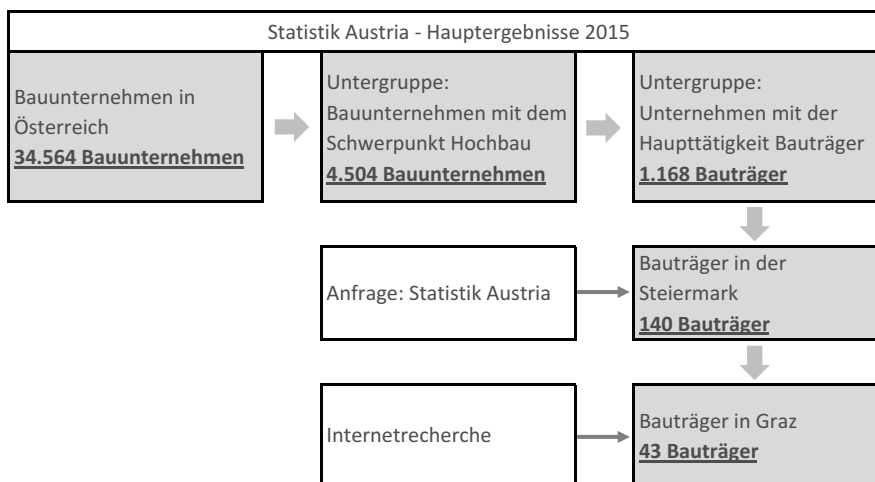 Statistik Austria - Hauptergebnisse 2015
Bauunternehmen in
Österreich
34.564 Bauunternehmen
Untergruppe:
Bauunternehmen mit dem
Schwerpunkt Hochbau
4.504 Bauunternehmen
Untergruppe:
Unternehmen mit der
Haupttätigkeit Bauträger
1.168 Bauträger
Anfrage: Statistik Austria
Bauträger in der
Steiermark
140 Bauträger
Internetrecherche
Bauträger in Graz
43 Bauträger